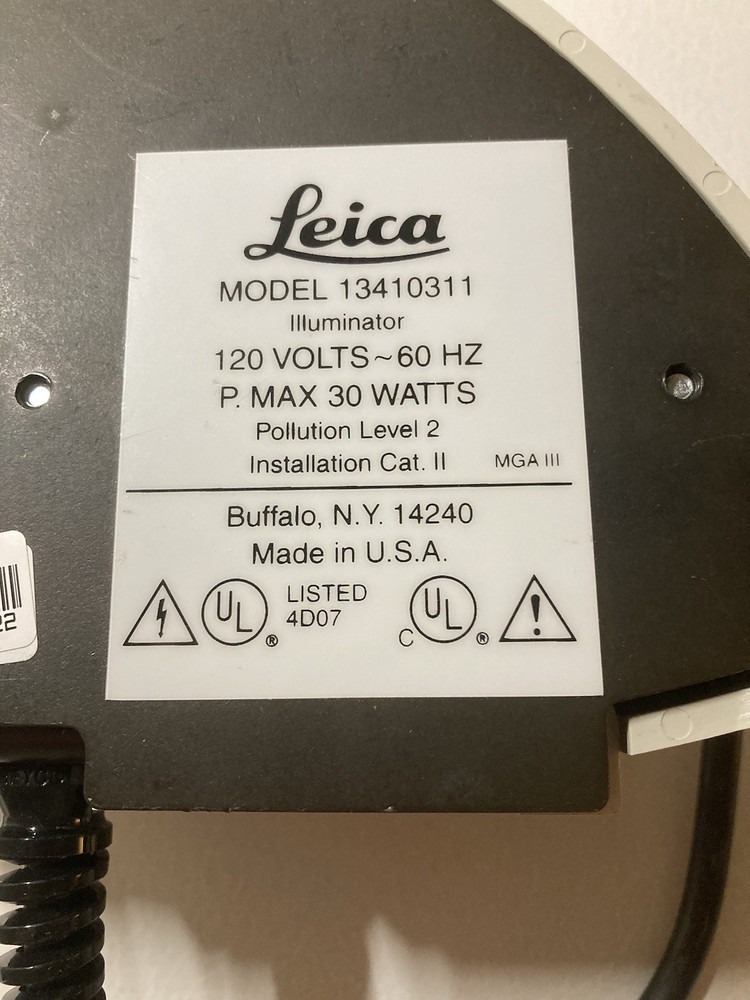 Leica
MODEL 13410311
Illuminator
120 VOLTS~60 HZ
P. MAX 30 WATTS
Pollution Level 2
Installation Cat. II MGA III
Buffalo, N.Y. 14240
Made in U.S.A.
UL ® LISTED 4D07 C UL ® !
22